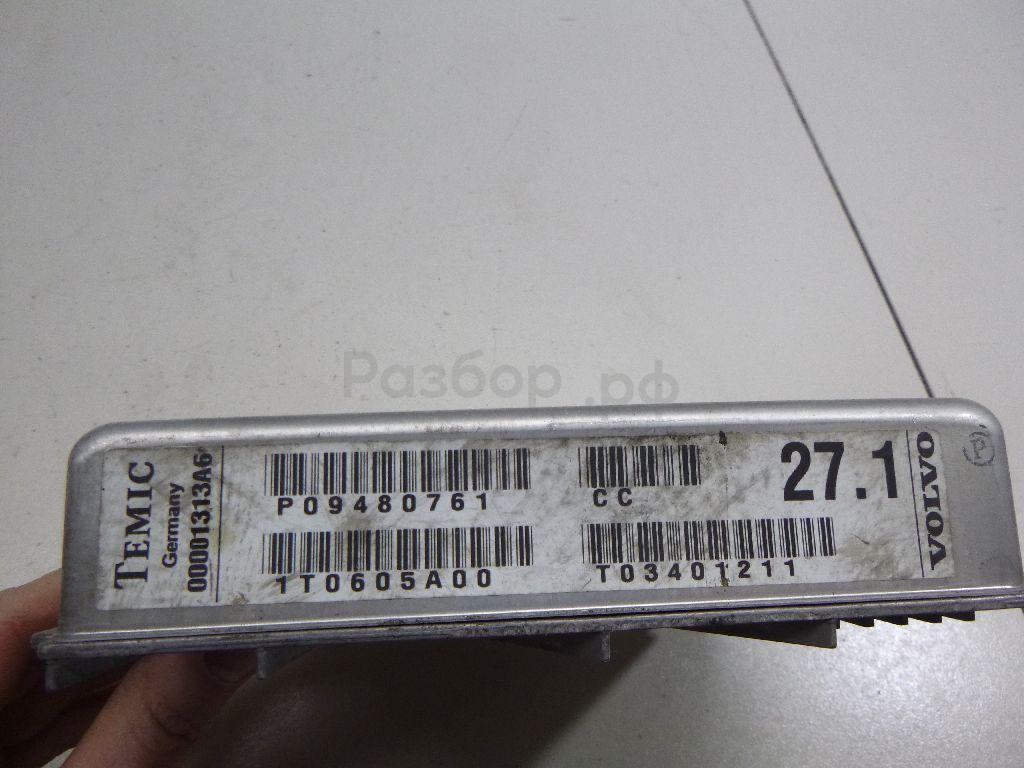 Разбор.рф
TEMIC
Germany
00001313A6
P09480761
CC
27.1
1T0605A00
T03401211
VOLVO
P